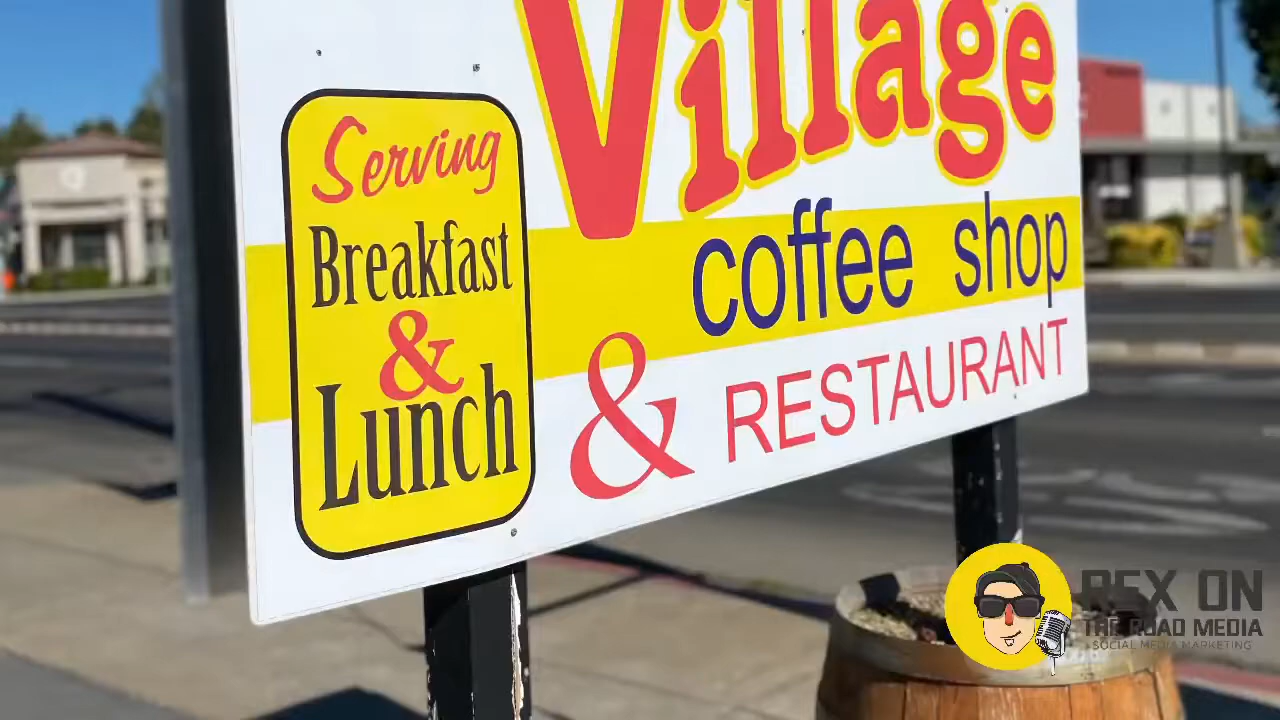 Village
coffee shop
& RESTAURANT
Serving
Breakfast
&
Lunch
REX ON
THE ROAD MEDIA
SOCIAL MEDIA MARKETING